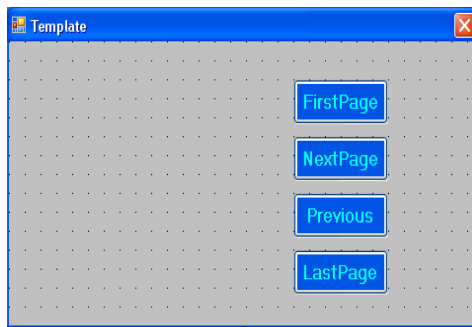 Template
FirstPage
NextPage
Previous
LastPage